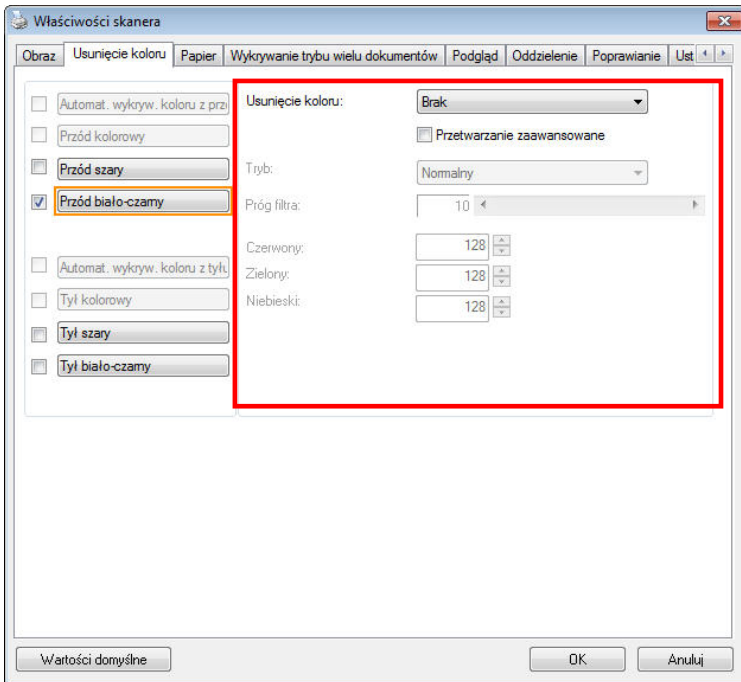 Właściwości skanera
Obraz Usunięcie koloru Papier Wykrywanie trybu wielu dokumentów Podgląd Oddzielenie Poprawianie Ust
Automat. wykryw. koloru z prz
Przód kolorowy
Przód szary
Przód biało-czarny
Automat. wykryw. koloru z tyłu
Tył kolorowy
Tył szary
Tył biało-czarny
Usunięcie koloru: Brak
Przetwarzanie zaawansowane
Tryb: Normalny
Próg filtra: 10
Czerwony: 128
Zielony: 128
Niebieski: 128
Wartości domyślne OK Anuluj